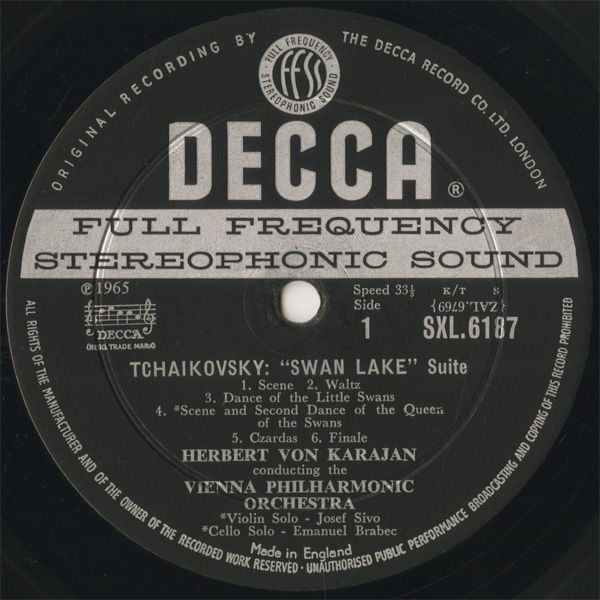 ORIGINAL RECORDING BY THE DECCA RECORD CO. LTD. LONDON
FULL FREQUENCY
FFSS
STEREOPHONIC SOUND
DECCA ®
FULL FREQUENCY
STEREOPHONIC SOUND
℗ 1965
DECCA
(REGD. TRADE MARK)
Speed 33⅓ K/T S
Side {ZAL.6769}
1 SXL.6187
TCHAIKOVSKY: "SWAN LAKE" Suite
1. Scene 2. Waltz
3. Dance of the Little Swans
4. *Scene and Second Dance of the Queen
of the Swans
5. Czardas 6. Finale
HERBERT VON KARAJAN
conducting the
VIENNA PHILHARMONIC
ORCHESTRA
*Violin Solo - Josef Sivo
*Cello Solo - Emanuel Brabec
Made in England
ALL RIGHTS OF THE MANUFACTURER AND OF THE OWNER OF THE RECORDED WORK RESERVED · UNAUTHORISED PUBLIC PERFORMANCE BROADCASTING AND COPYING OF THIS RECORD PROHIBITED